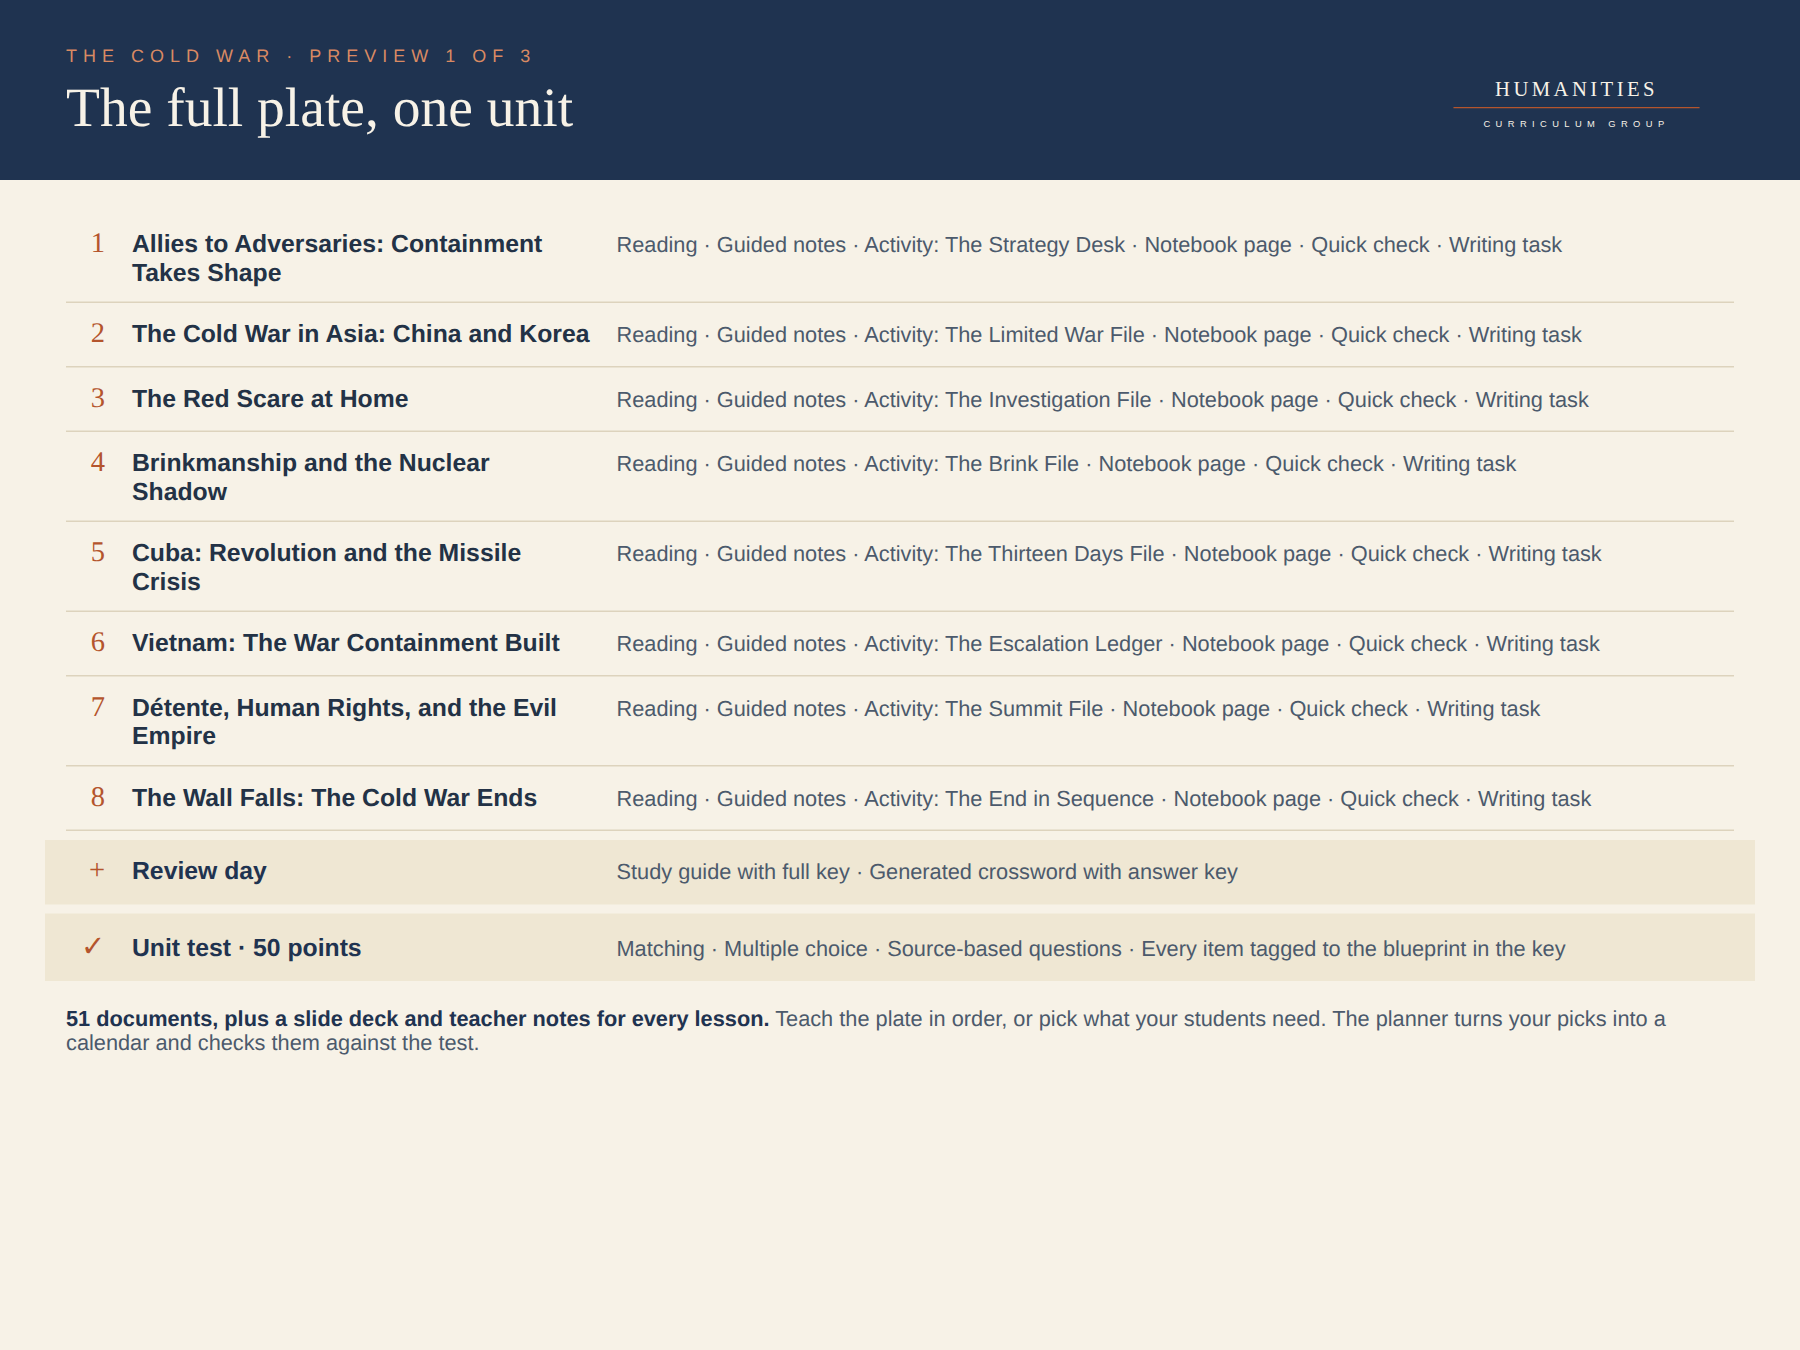 THE COLD WAR · PREVIEW 1 OF 3
The full plate, one unit
HUMANITIES
CURRICULUM GROUP
1 Allies to Adversaries: Containment Reading · Guided notes · Activity: The Strategy Desk · Notebook page · Quick check · Writing task
Takes Shape
2 The Cold War in Asia: China and Korea Reading · Guided notes · Activity: The Limited War File · Notebook page · Quick check · Writing task
3 The Red Scare at Home Reading · Guided notes · Activity: The Investigation File · Notebook page · Quick check · Writing task
4 Brinkmanship and the Nuclear Reading · Guided notes · Activity: The Brink File · Notebook page · Quick check · Writing task
Shadow
5 Cuba: Revolution and the Missile Reading · Guided notes · Activity: The Thirteen Days File · Notebook page · Quick check · Writing task
Crisis
6 Vietnam: The War Containment Built Reading · Guided notes · Activity: The Escalation Ledger · Notebook page · Quick check · Writing task
7 Détente, Human Rights, and the Evil Reading · Guided notes · Activity: The Summit File · Notebook page · Quick check · Writing task
Empire
8 The Wall Falls: The Cold War Ends Reading · Guided notes · Activity: The End in Sequence · Notebook page · Quick check · Writing task
+ Review day Study guide with full key · Generated crossword with answer key
✓ Unit test · 50 points Matching · Multiple choice · Source-based questions · Every item tagged to the blueprint in the key
51 documents, plus a slide deck and teacher notes for every lesson. Teach the plate in order, or pick what your students need. The planner turns your picks into a
calendar and checks them against the test.